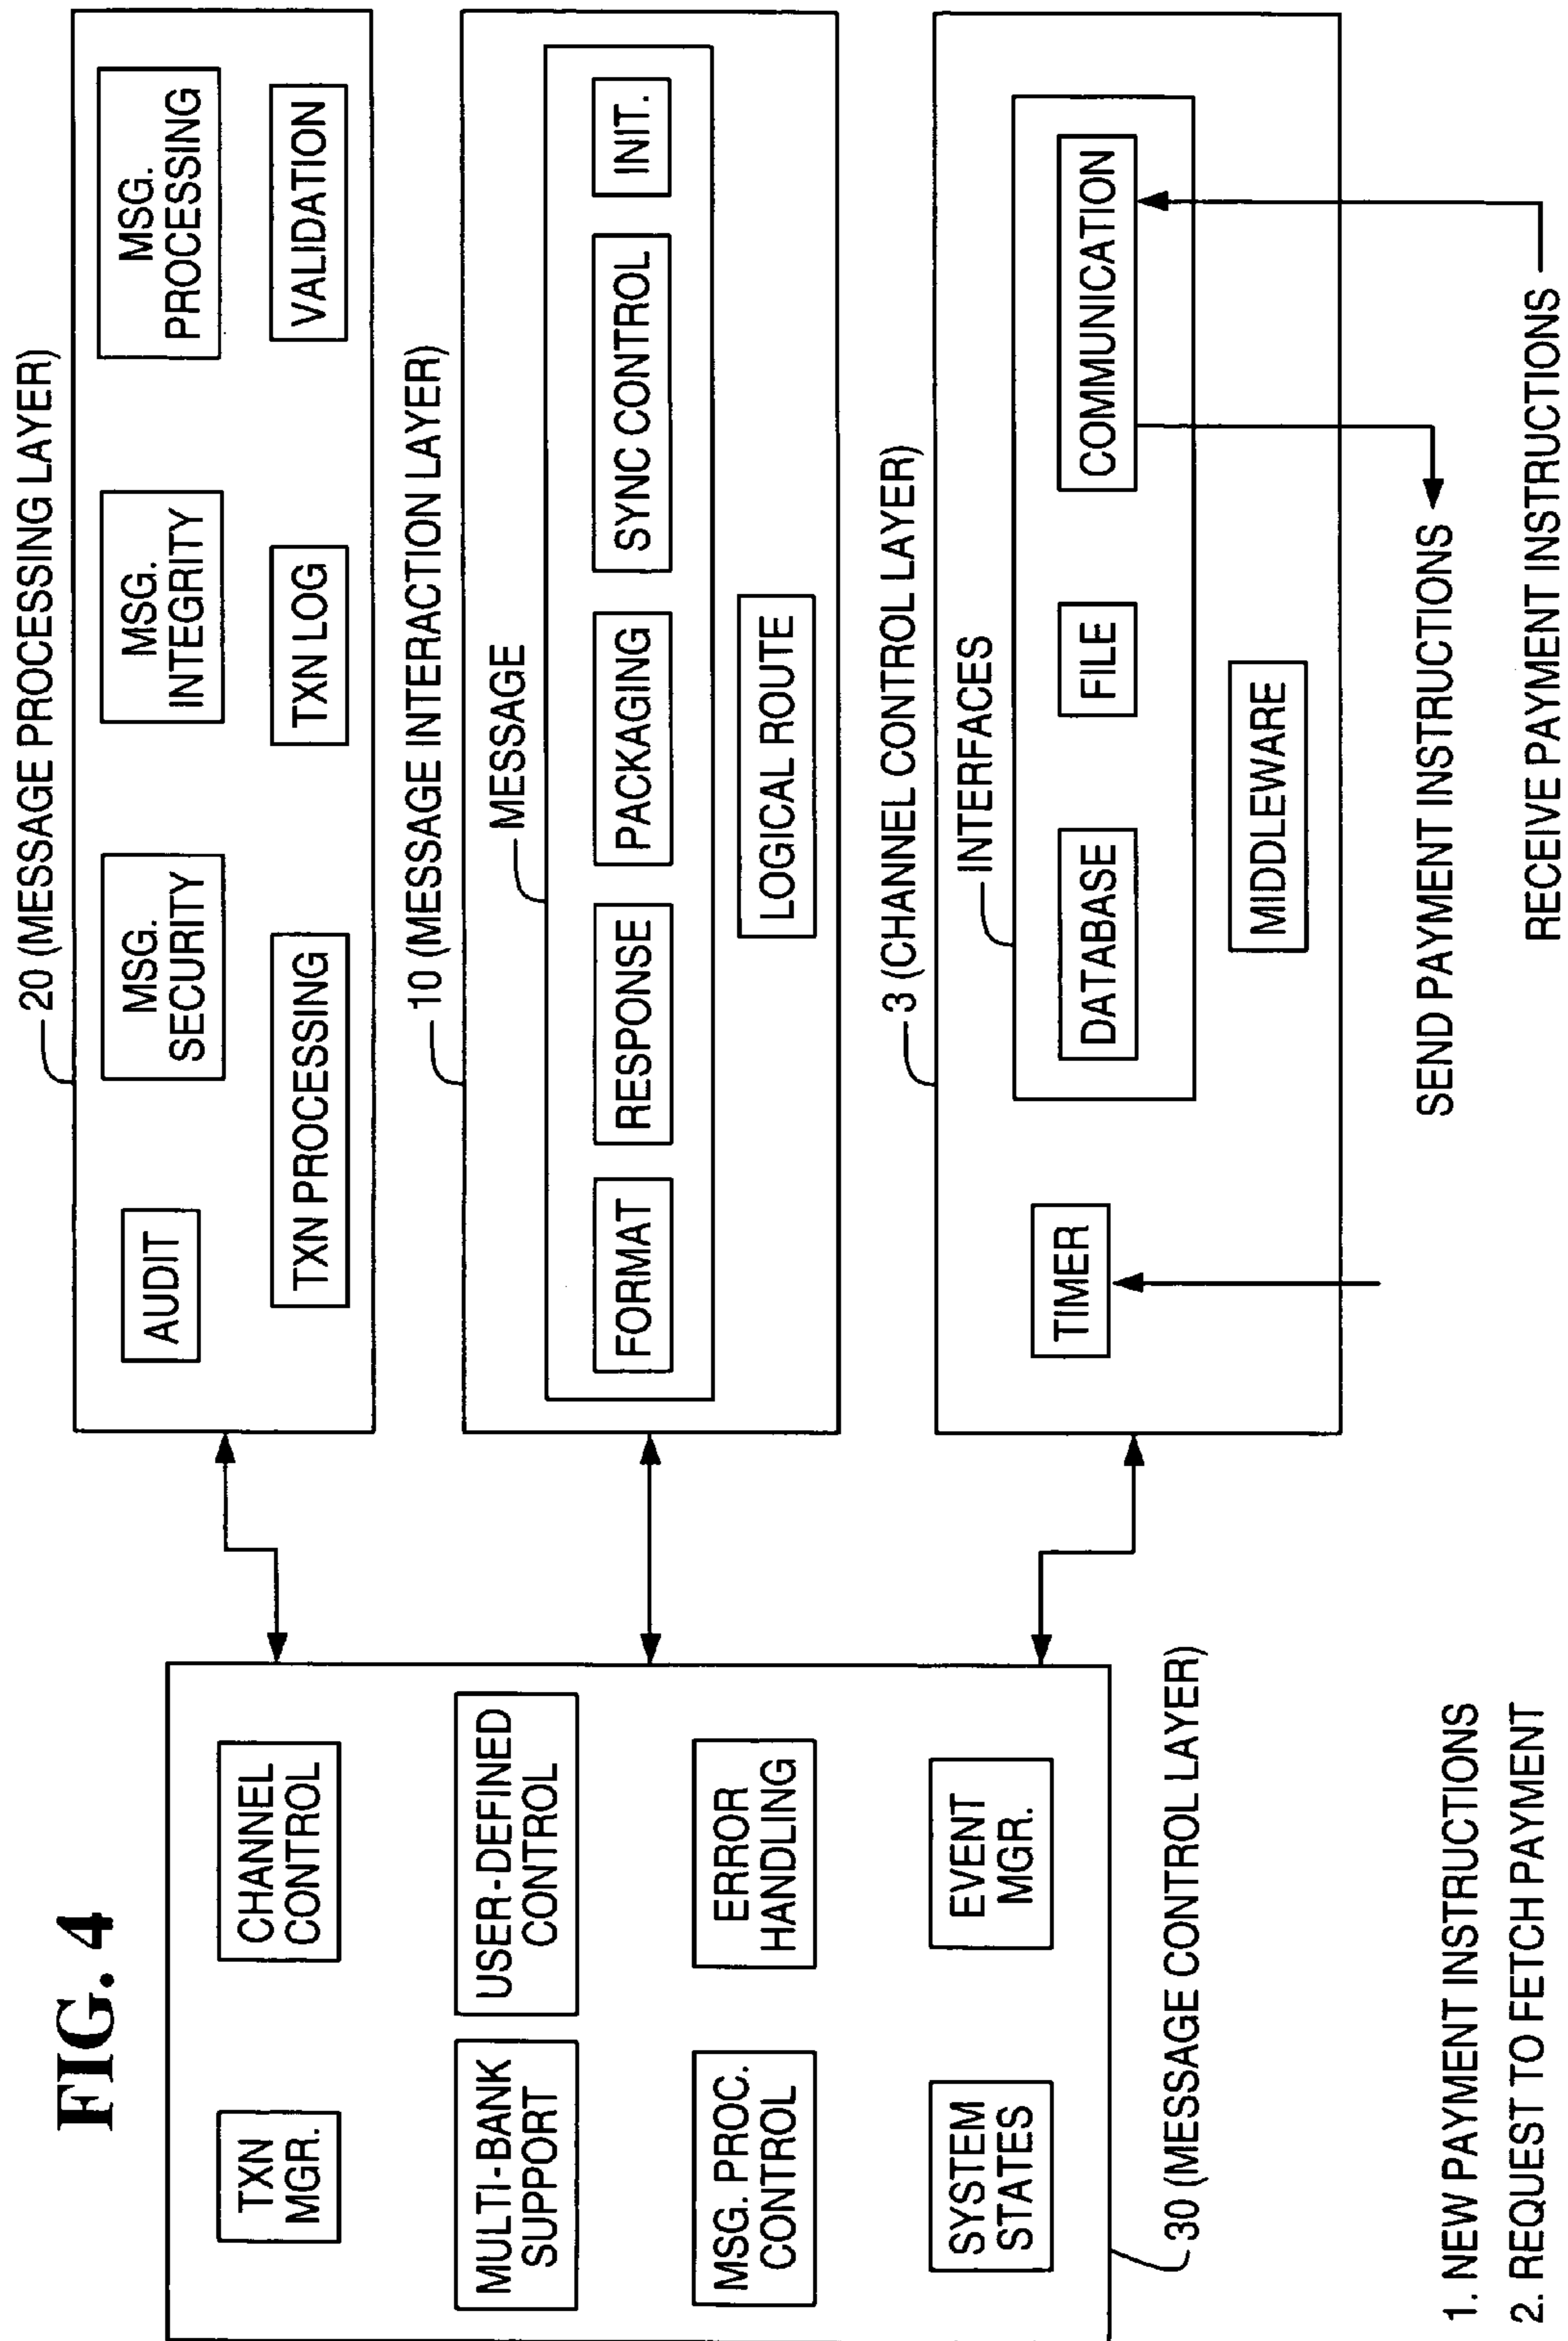 FIG. 4
TXN
MGR.
CHANNEL
CONTROL
MULTI-BANK
SUPPORT
USER-DEFINED
CONTROL
MSG. PROC.
CONTROL
ERROR
HANDLING
SYSTEM
STATES
EVENT
MGR.
30 (MESSAGE CONTROL LAYER)
1. NEW PAYMENT INSTRUCTIONS
2. REQUEST TO FETCH PAYMENT
20 (MESSAGE PROCESSING LAYER)
AUDIT
MSG.
SECURITY
MSG.
INTEGRITY
MSG.
PROCESSING
TXN PROCESSING
TXN LOG
VALIDATION
10 (MESSAGE INTERACTION LAYER)
MESSAGE
FORMAT
RESPONSE
PACKAGING
SYNC CONTROL
INIT.
LOGICAL ROUTE
3 (CHANNEL CONTROL LAYER)
INTERFACES
TIMER
DATABASE
FILE
COMMUNICATION
MIDDLEWARE
SEND PAYMENT INSTRUCTIONS
RECEIVE PAYMENT INSTRUCTIONS